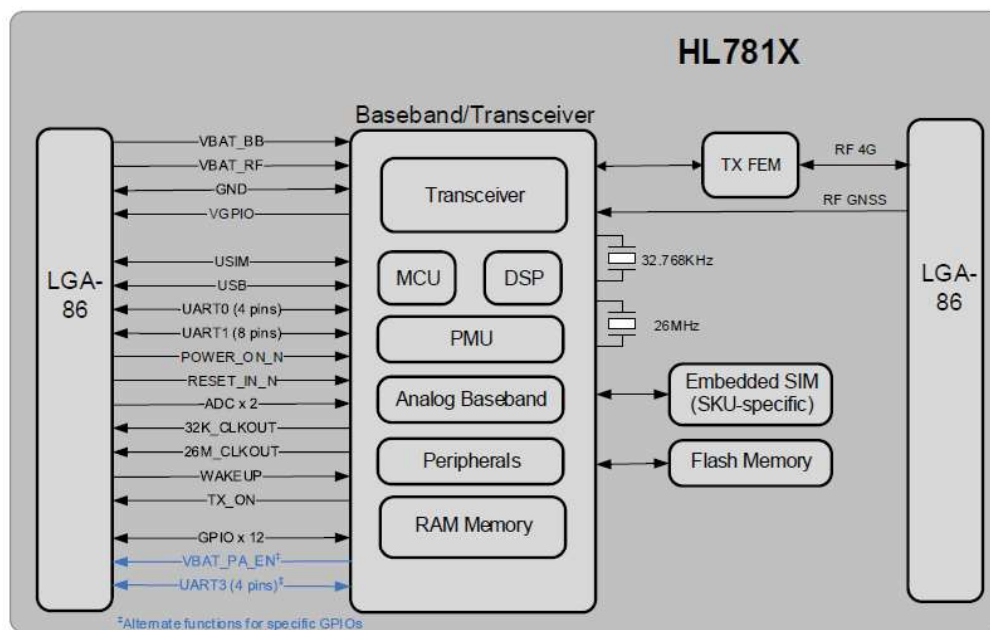 HL781X
Baseband/Transceiver
LGA-
86
VBAT_BB
VBAT_RF
GND
VGPIO
USIM
USB
UART0 (4 pins)
UART1 (8 pins)
POWER_ON_N
RESET_IN_N
ADC x 2
32K_CLKOUT
26M_CLKOUT
WAKEUP
TX_ON
GPIO x 12
VBAT_PA_EN‡
UART3 (4 pins)‡
‡Alternate functions for specific GPIOs
Transceiver
MCU
DSP
PMU
Analog Baseband
Peripherals
RAM Memory
TX FEM
RF 4G
RF GNSS
32.768KHz
26MHz
Embedded SIM
(SKU-specific)
Flash Memory
LGA-
86